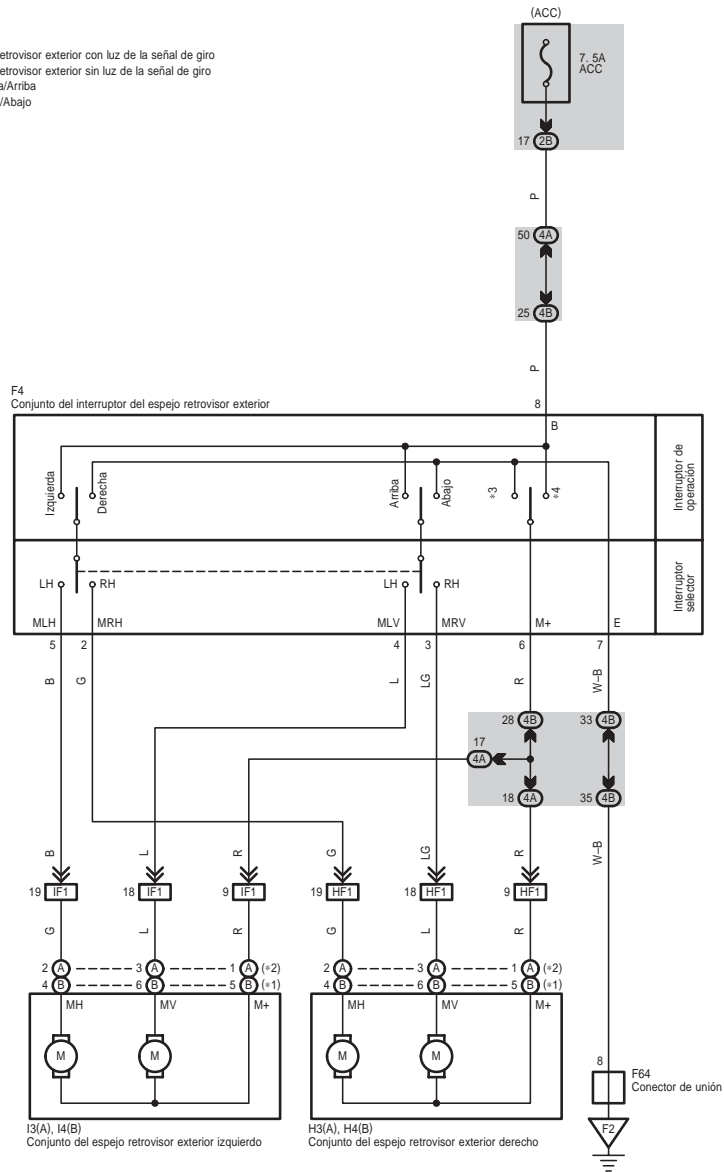 (ACC)
etrovisor exterior con luz de la señal de giro
etrovisor exterior sin luz de la señal de giro
a/Arriba
/Abajo
7. 5A
ACC
17 2B
P
50 4A
25 4B
P
F4
Conjunto del interruptor del espejo retrovisor exterior
8
B
Izquierda
Derecha
Arriba
Abajo
*3
*4
Interruptor de
operación
LH RH
LH RH
Interruptor
selector
MLH MRH MLV MRV M+ E
5 2 4 3 6 7
B G L LG R W–B
28 4B 33 4B
17
4A
18 4A 35 4B
B L R G LG R W–B
19 IF1 18 IF1 9 IF1 19 HF1 18 HF1 9 HF1
G L R G L R
2 A 3 A 1 A (*2) 2 A 3 A 1 A (*2)
4 B 6 B 5 B (*1) 4 B 6 B 5 B (*1)
MH MV M+ MH MV M+
M M M M
8
F64
Conector de unión
I3(A), I4(B)
Conjunto del espejo retrovisor exterior izquierdo
H3(A), H4(B)
Conjunto del espejo retrovisor exterior derecho
F2